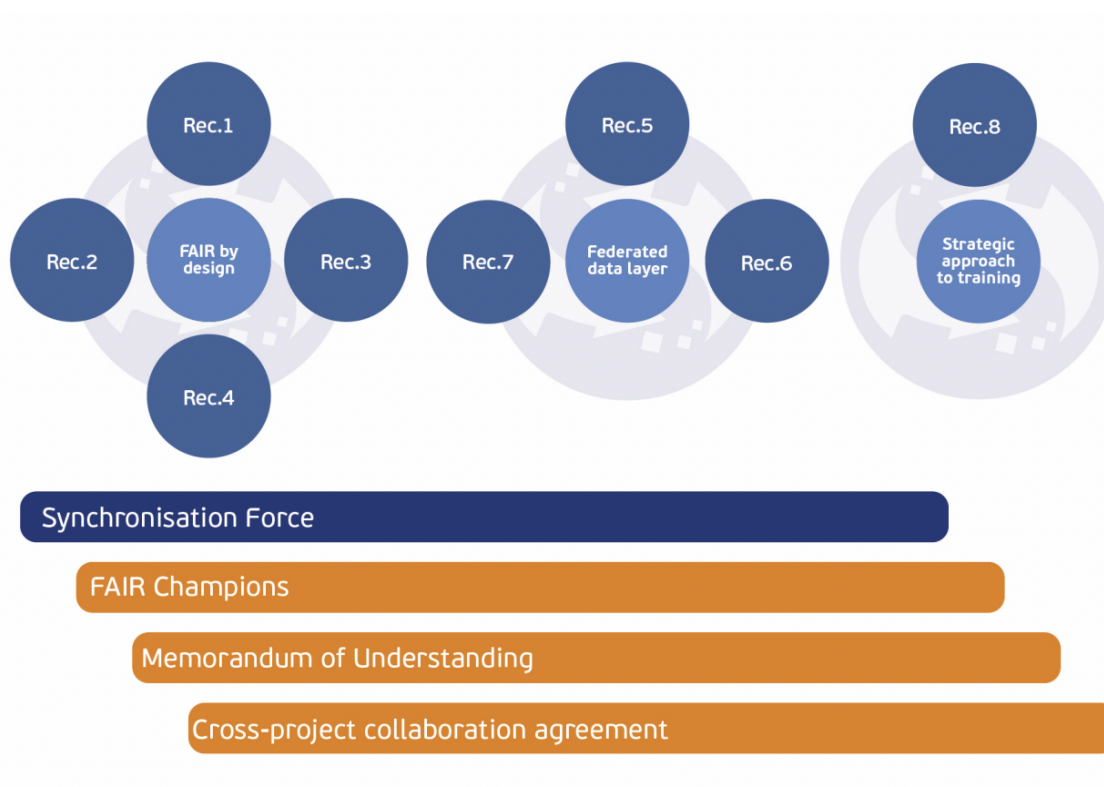 Rec.1
Rec.2
FAIR by
design
Rec.3
Rec.4
Rec.5
Rec.7
Federated
data layer
Rec.6
Rec.8
Strategic
approach
to training
Synchronisation Force
FAIR Champions
Memorandum of Understanding
Cross-project collaboration agreement